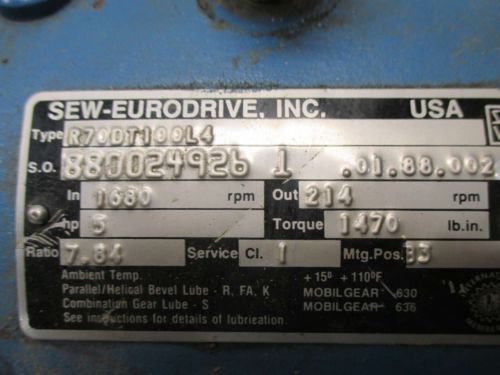 SEW-EURODRIVE, INC. USA
Type R70DT100L4
S.O. 880024926 1 .01.88.002
In 1680 rpm Out 214 rpm
hp 5 Torque 1470 lb.in.
Ratio 7.84 Service Cl. 1 Mtg.Pos. B3
Ambient Temp. +15º +110ºF
Parallel/Helical Bevel Lube - R, FA, K MOBILGEAR 630
Combination Gear Lube - S MOBILGEAR 636
See instructions for details of lubrication.